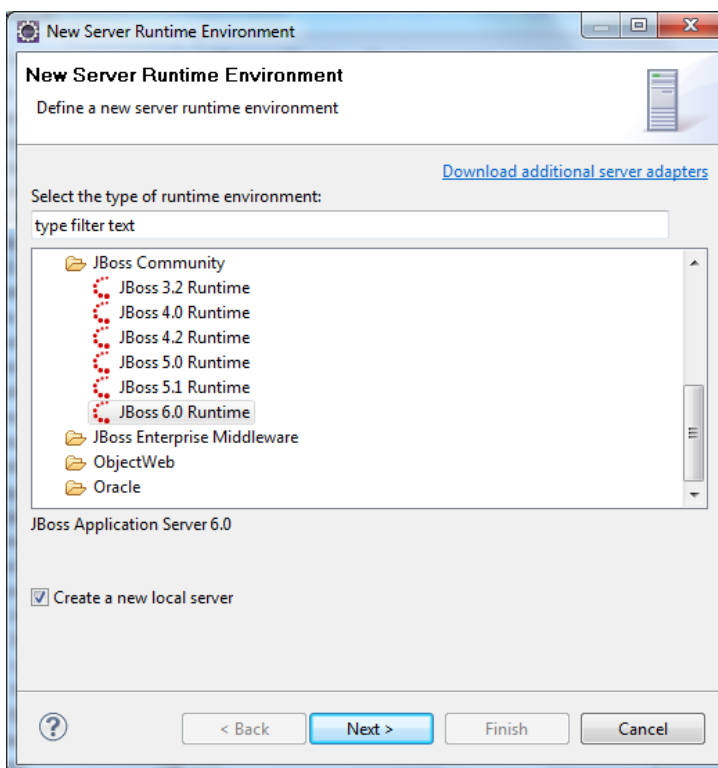 New Server Runtime Environment
New Server Runtime Environment
Define a new server runtime environment
Download additional server adapters
Select the type of runtime environment:
type filter text
JBoss Community
JBoss 3.2 Runtime
JBoss 4.0 Runtime
JBoss 4.2 Runtime
JBoss 5.0 Runtime
JBoss 5.1 Runtime
JBoss 6.0 Runtime
JBoss Enterprise Middleware
ObjectWeb
Oracle
JBoss Application Server 6.0
Create a new local server
? < Back Next > Finish Cancel